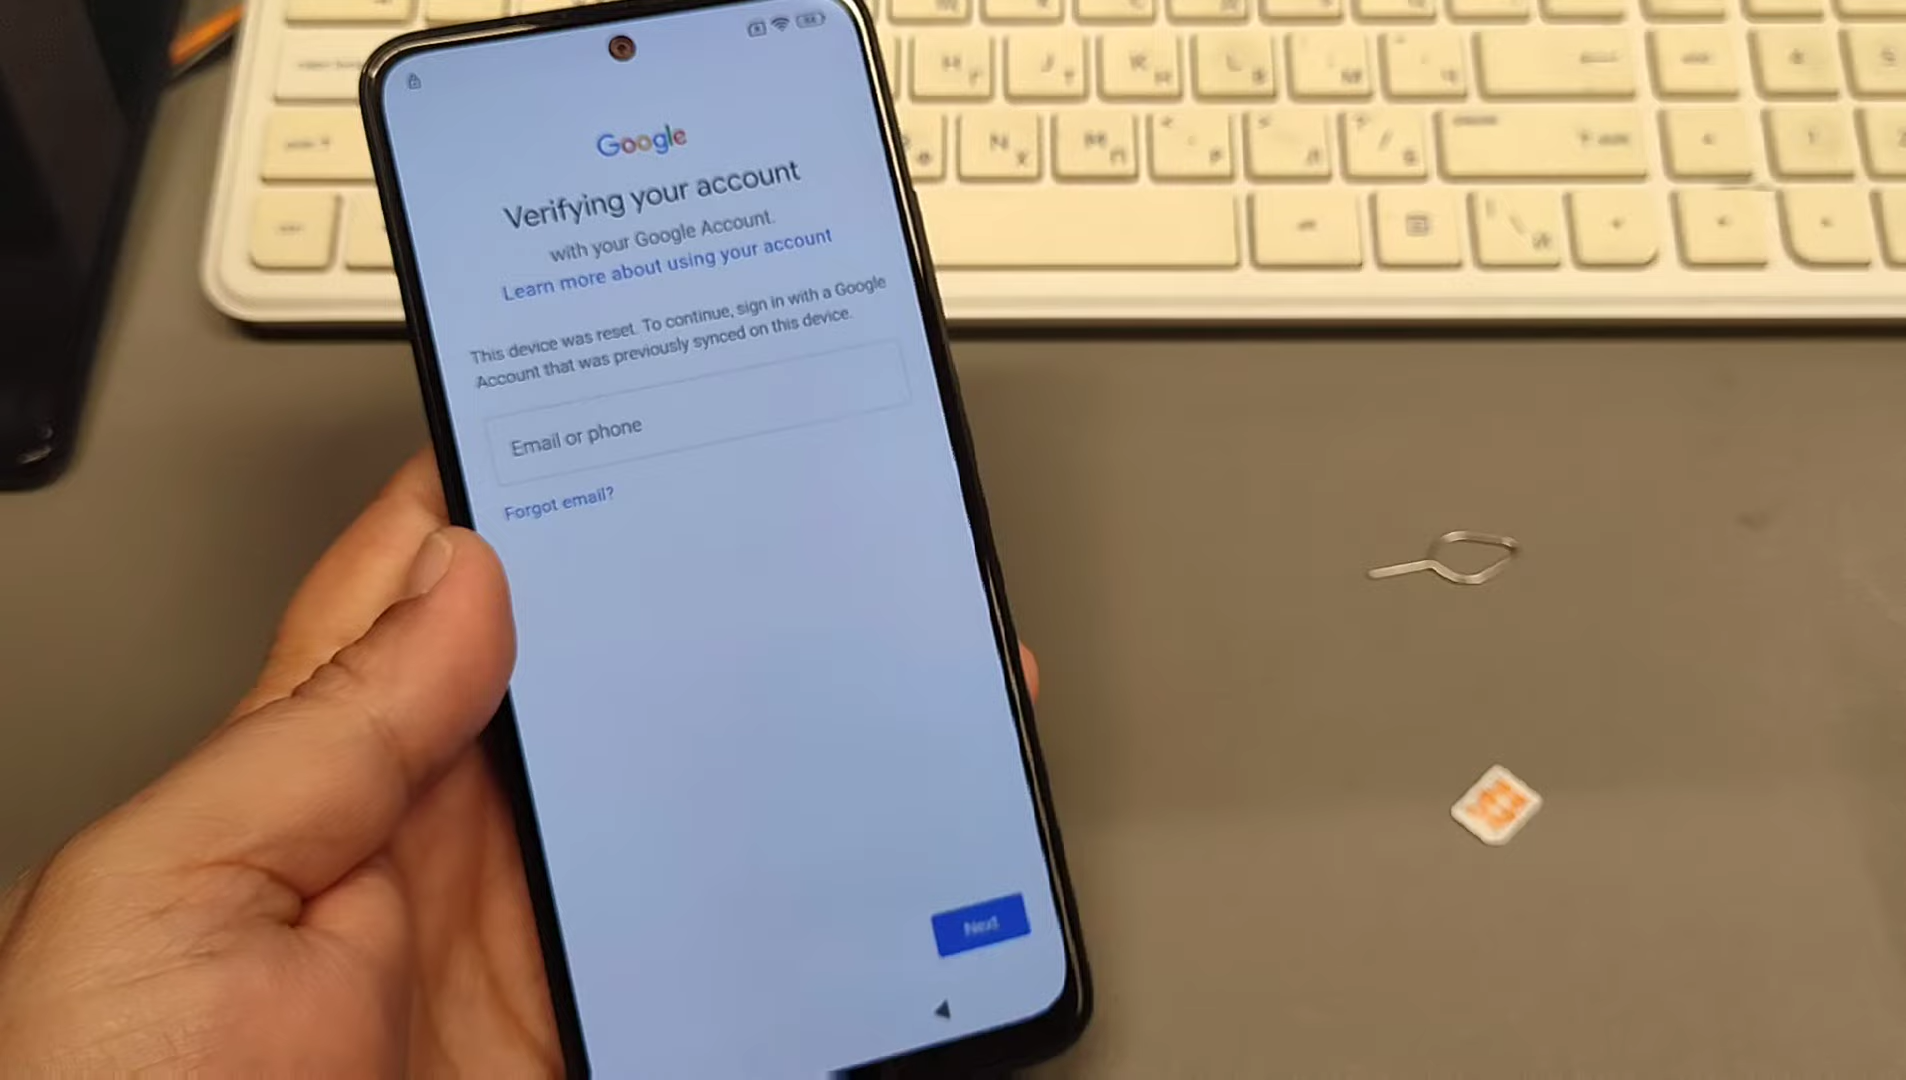 Google
Verifying your account
with your Google Account.
Learn more about using your account
This device was reset. To continue, sign in with a Google
Account that was previously synced on this device.
Email or phone
Forgot email?
Next